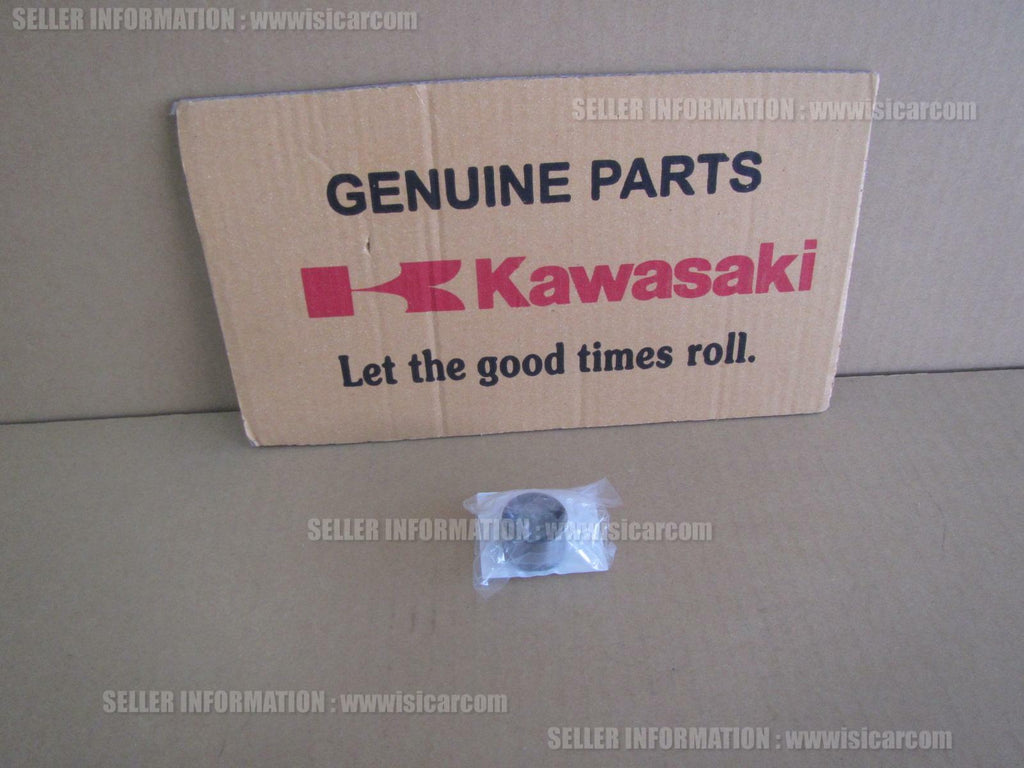 SELLER INFORMATION : wwwisicarcom
SELLER INFORMATION : wwwisicarcom
GENUINE PARTS
Kawasaki
Let the good times roll.
SELLER INFORMATION : wwwisicarcom
SELLER INFORMATION : wwwisicarcom
SELLER INFORMATION : wwwisicarcom